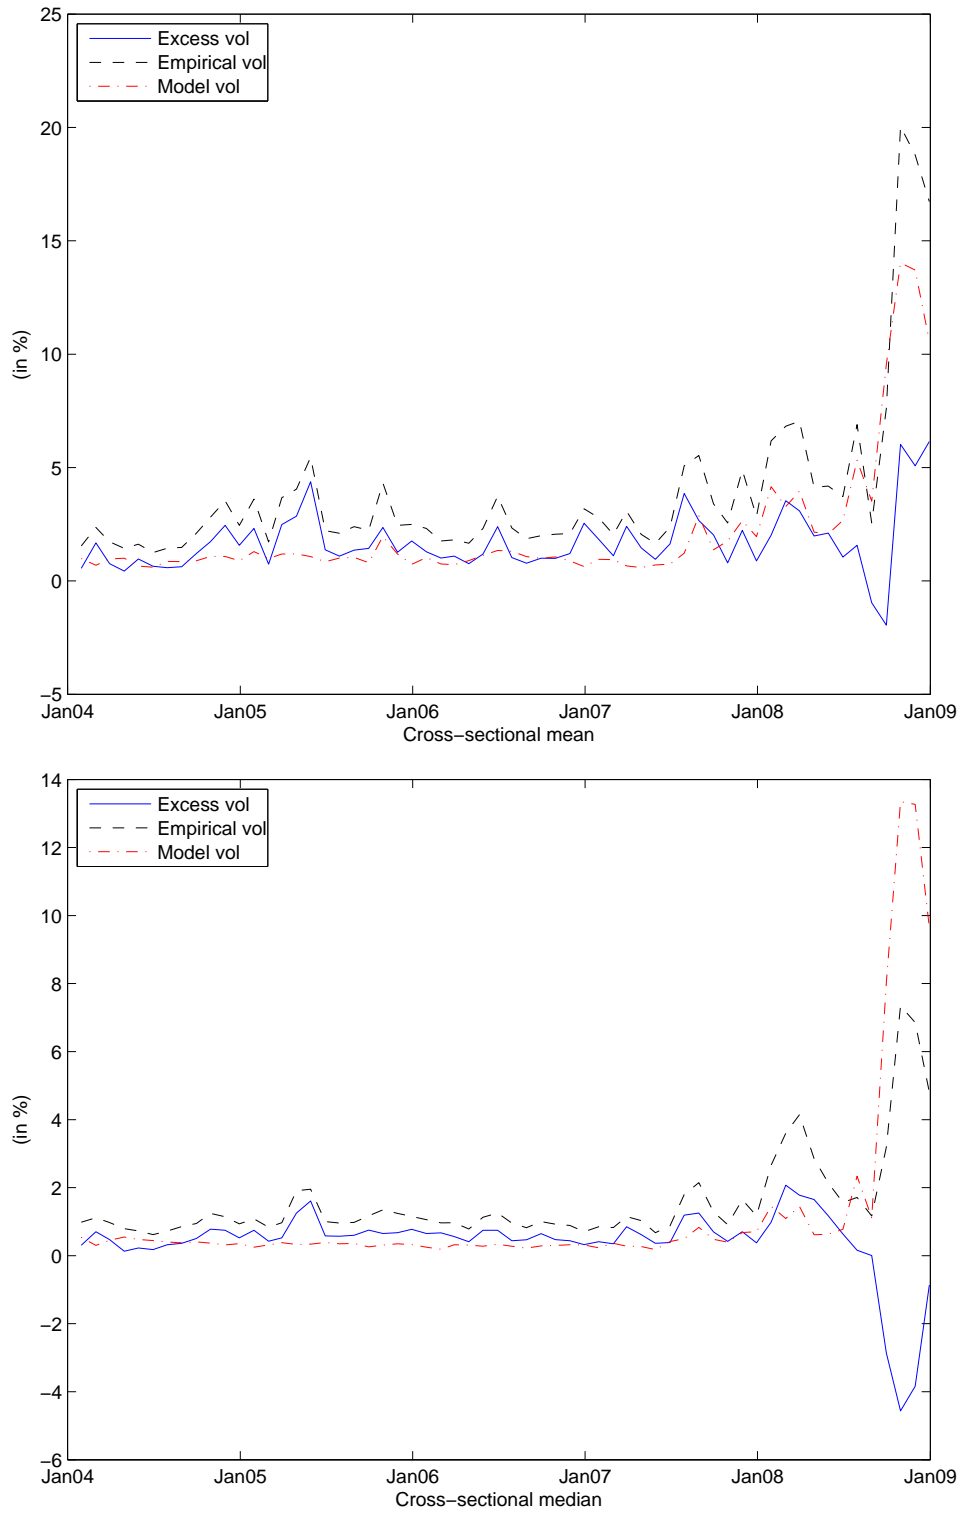 25
20
15
10
5
0
−5
(in %)
Excess vol
Empirical vol
Model vol
Jan04 Jan05 Jan06 Jan07 Jan08 Jan09
Cross−sectional mean
14
12
10
8
6
4
2
0
−2
−4
−6
(in %)
Excess vol
Empirical vol
Model vol
Jan04 Jan05 Jan06 Jan07 Jan08 Jan09
Cross−sectional median